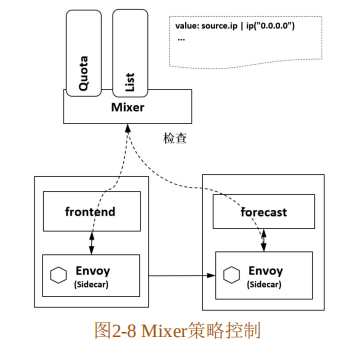 Quota
List
Mixer
value: source.ip | ip("0.0.0.0")
...
检查
frontend
Envoy
(Sidecar)
forecast
Envoy
(Sidecar)
图2-8 Mixer策略控制